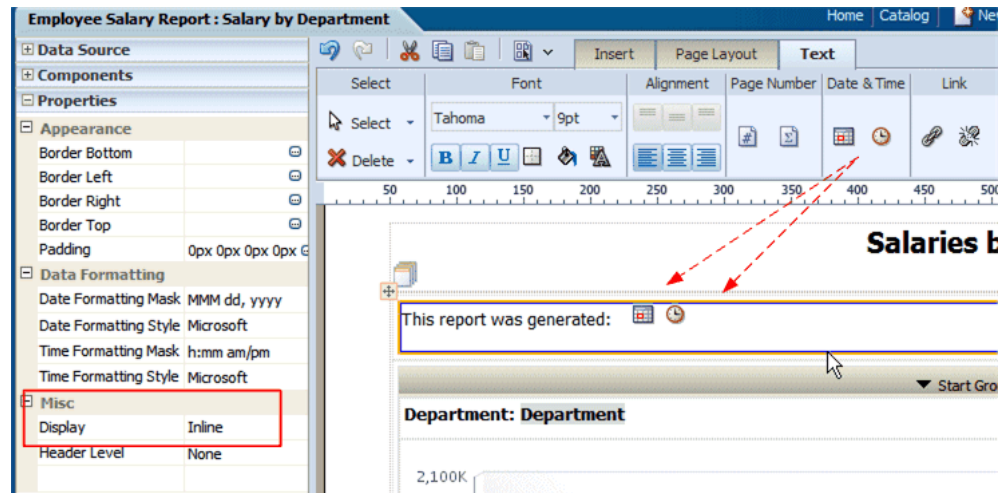 Employee Salary Report : Salary by Department
Home Catalog New
Data Source
Components
Properties
Appearance
Border Bottom
Border Left
Border Right
Border Top
Padding 0px 0px 0px 0px
Data Formatting
Date Formatting Mask MMM dd, yyyy
Date Formatting Style Microsoft
Time Formatting Mask h:mm am/pm
Time Formatting Style Microsoft
Misc
Display Inline
Header Level None
Insert Page Layout Text
Select Font Alignment Page Number Date & Time Link
Select Tahoma 9pt
Delete B I U
50 100 150 200 250 300 350 400 450 500
Salaries b
This report was generated:
Start Gro
Department: Department
2,100K